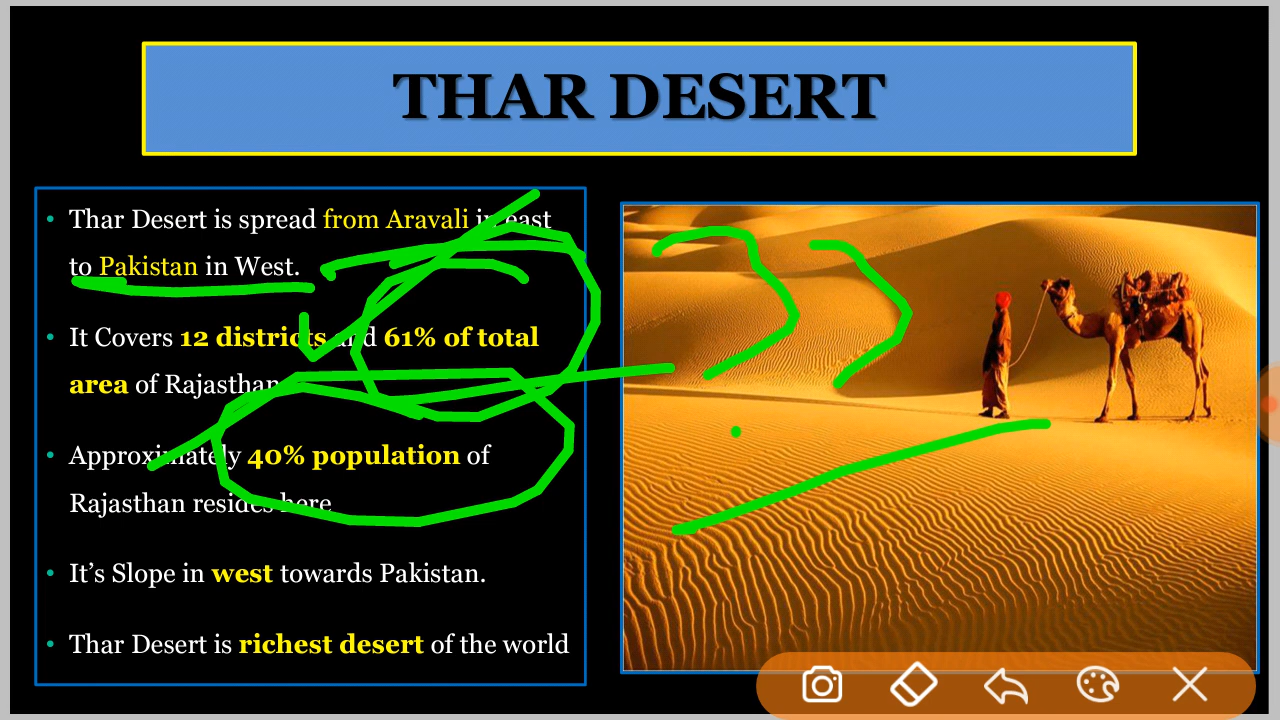 THAR DESERT
• Thar Desert is spread from Aravali in east
to Pakistan in West.
• It Covers 12 districts and 61% of total
area of Rajasthan
• Approximately 40% population of
Rajasthan resides here
• It’s Slope in west towards Pakistan.
• Thar Desert is richest desert of the world